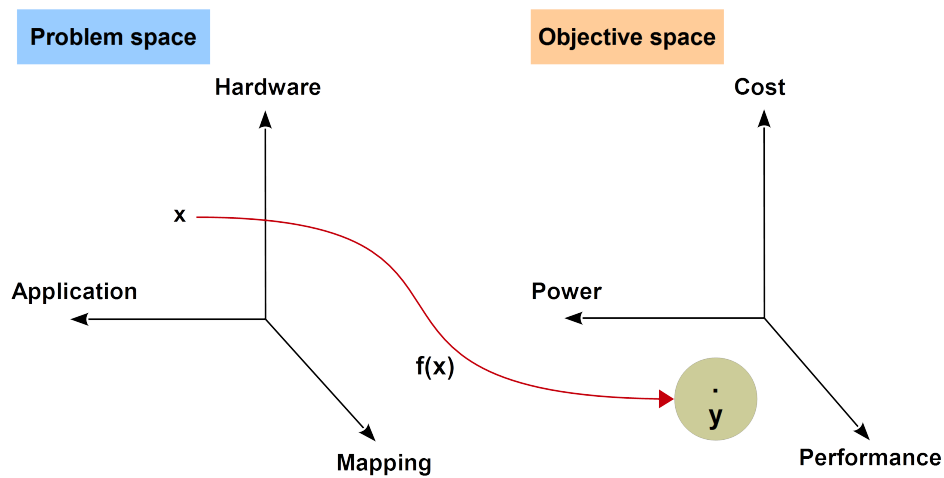 Problem space
Objective space
Hardware
Cost
x
Application
Power
f(x)
.
y
Mapping
Performance